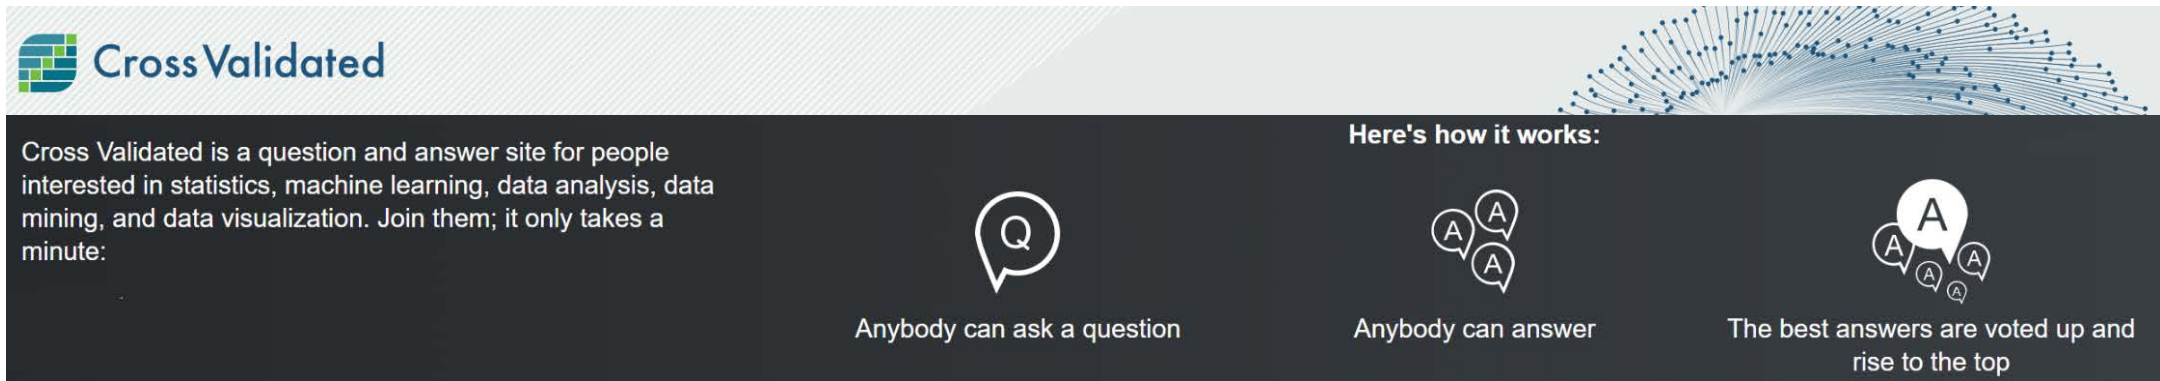 Cross Validated
Cross Validated is a question and answer site for people
interested in statistics, machine learning, data analysis, data
mining, and data visualization. Join them; it only takes a
minute:
Here's how it works:
Q
Anybody can ask a question
A
A
A
Anybody can answer
A
A
A
A
A
The best answers are voted up and
rise to the top